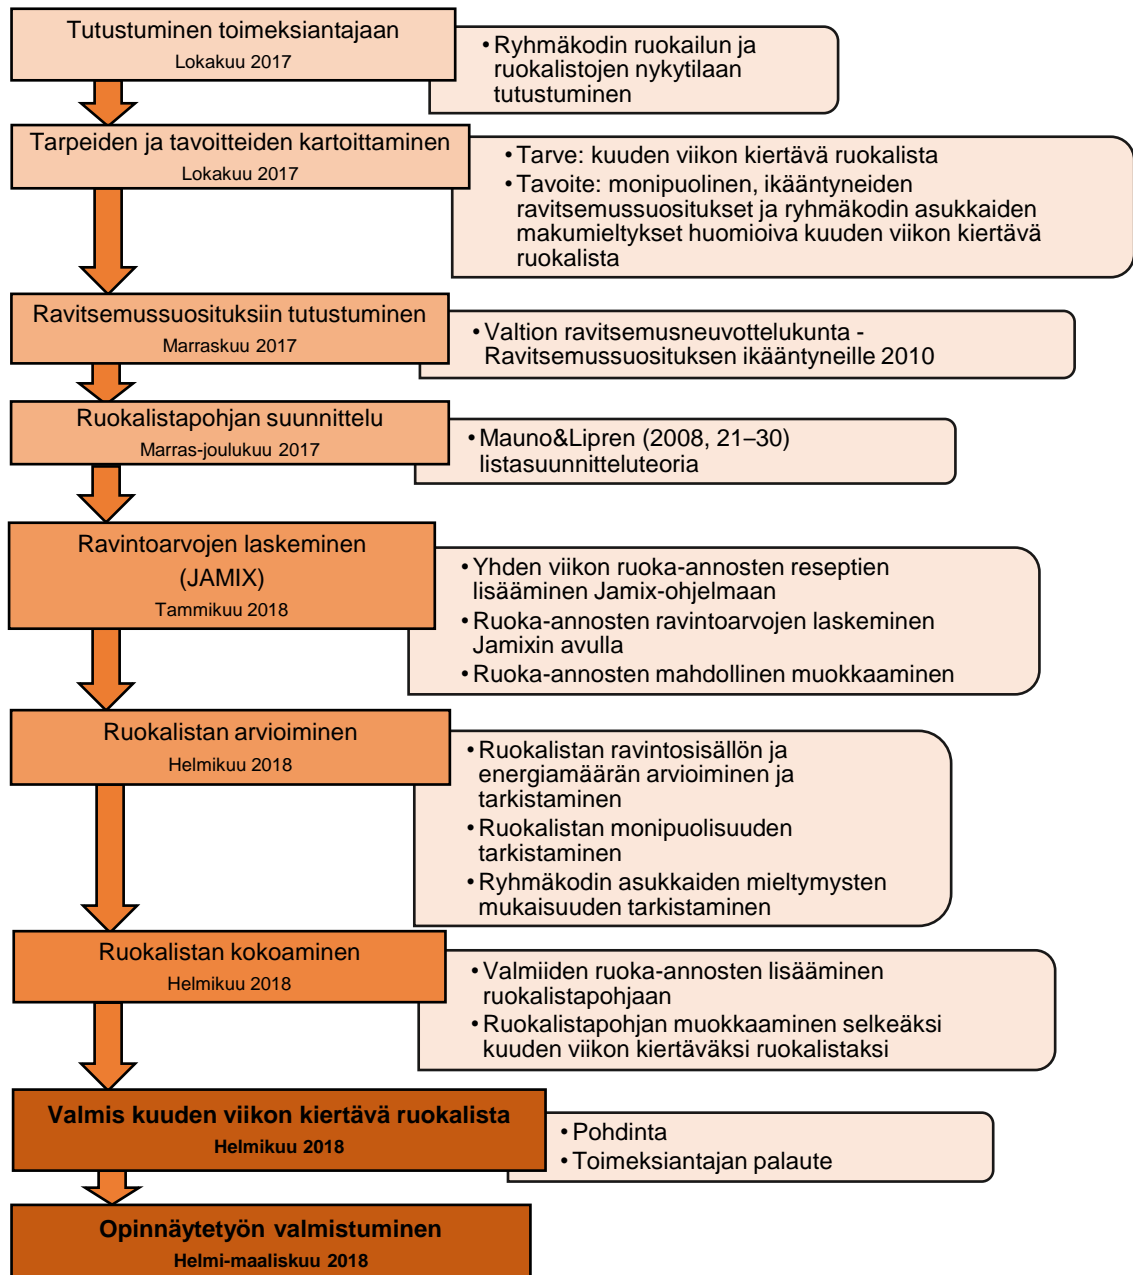 Tutustuminen toimeksiantajaan
Lokakuu 2017
• Ryhmäkodin ruokailun ja
ruokalistojen nykytilaan
tutustuminen
Tarpeiden ja tavoitteiden kartoittaminen
Lokakuu 2017
• Tarve: kuuden viikon kiertävä ruokalista
• Tavoite: monipuolinen, ikääntyneiden
ravitsemussuositukset ja ryhmäkodin asukkaiden
makumieltykset huomioiva kuuden viikon kiertävä
ruokalista
Ravitsemussuosituksiin tutustuminen
Marraskuu 2017
• Valtion ravitsemusneuvottelukunta -
Ravitsemussuosituksen ikääntyneille 2010
Ruokalistapohjan suunnittelu
Marras-joulukuu 2017
• Mauno&Lipren (2008, 21–30)
listasuunnitteluteoria
Ravintoarvojen laskeminen
(JAMIX)
Tammikuu 2018
• Yhden viikon ruoka-annosten reseptien
lisääminen Jamix-ohjelmaan
• Ruoka-annosten ravintoarvojen laskeminen
Jamixin avulla
• Ruoka-annosten mahdollinen muokkaaminen
Ruokalistan arvioiminen
Helmikuu 2018
• Ruokalistan ravintosisällön ja
energiamäärän arvioiminen ja
tarkistaminen
• Ruokalistan monipuolisuuden
tarkistaminen
• Ryhmäkodin asukkaiden mieltymysten
mukaisuuden tarkistaminen
Ruokalistan kokoaminen
Helmikuu 2018
• Valmiiden ruoka-annosten lisääminen
ruokalistapohjaan
• Ruokalistapohjan muokkaaminen selkeäksi
kuuden viikon kiertäväksi ruokalistaksi
Valmis kuuden viikon kiertävä ruokalista
Helmikuu 2018
• Pohdinta
• Toimeksiantajan palaute
Opinnäytetyön valmistuminen
Helmi-maaliskuu 2018